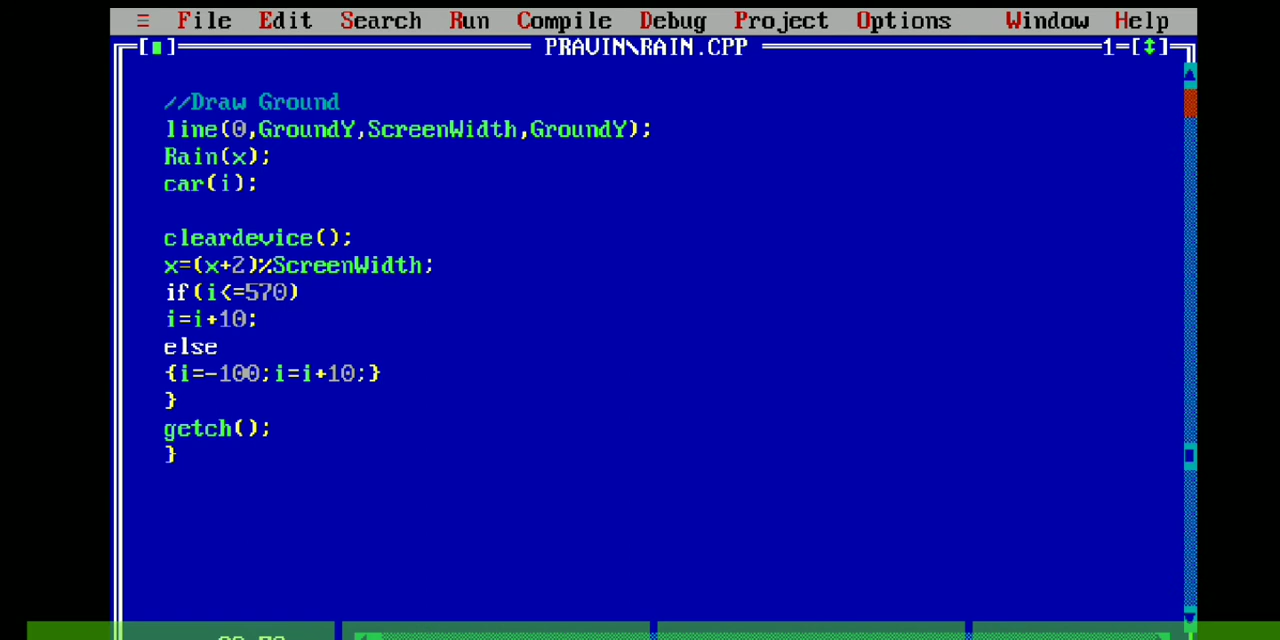 ≡ File Edit Search Run Compile Debug Project Options Window Help
[■] PRAVIN\RAIN.CPP 1=[↕]
//Draw Ground
line(0,GroundY,ScreenWidth,GroundY);
Rain(x);
car(i);
cleardevice();
x=(x+2)%ScreenWidth;
if(i<=570)
i=i+10;
else
{i=-100;i=i+10;}
}
getch();
}